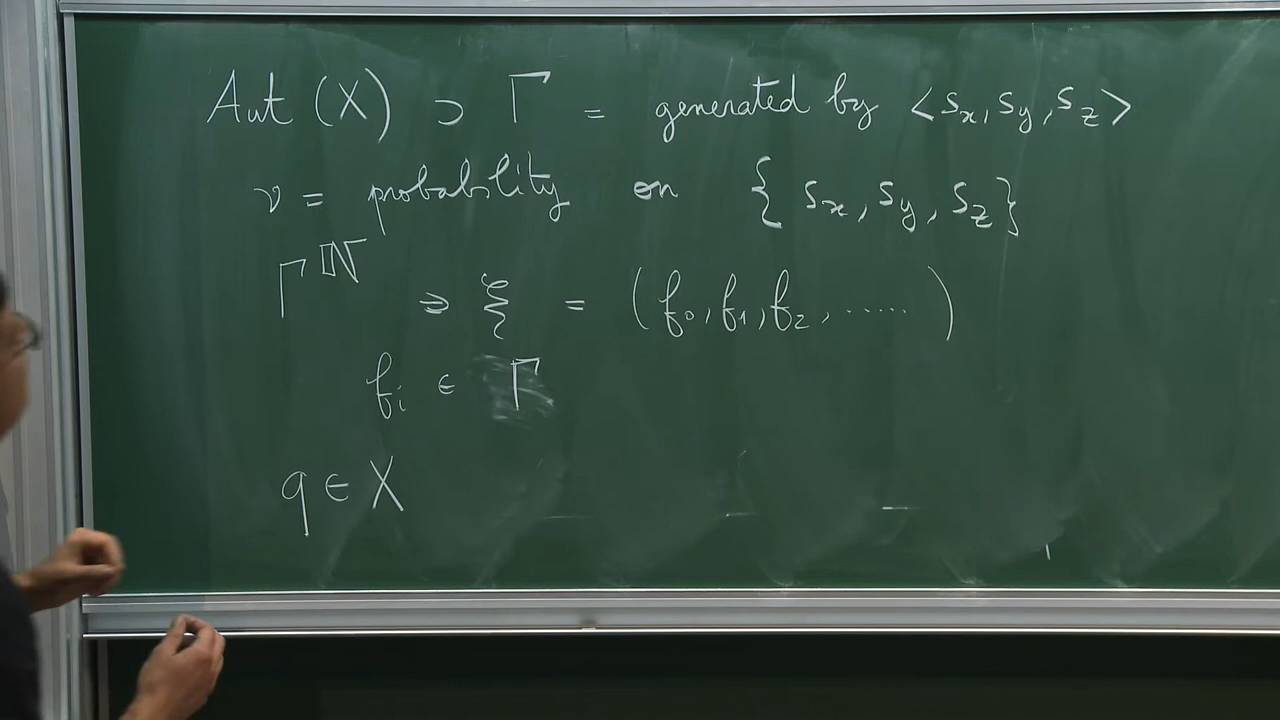 Aut (X) ⊃ Γ = generated by <s_x, s_y, s_z>
ν = probability on { s_x, s_y, s_z}
Γ^ℕ ∋ ξ = (f_0, f_1, f_2, ......)
f_i ∈ Γ
q ∈ X